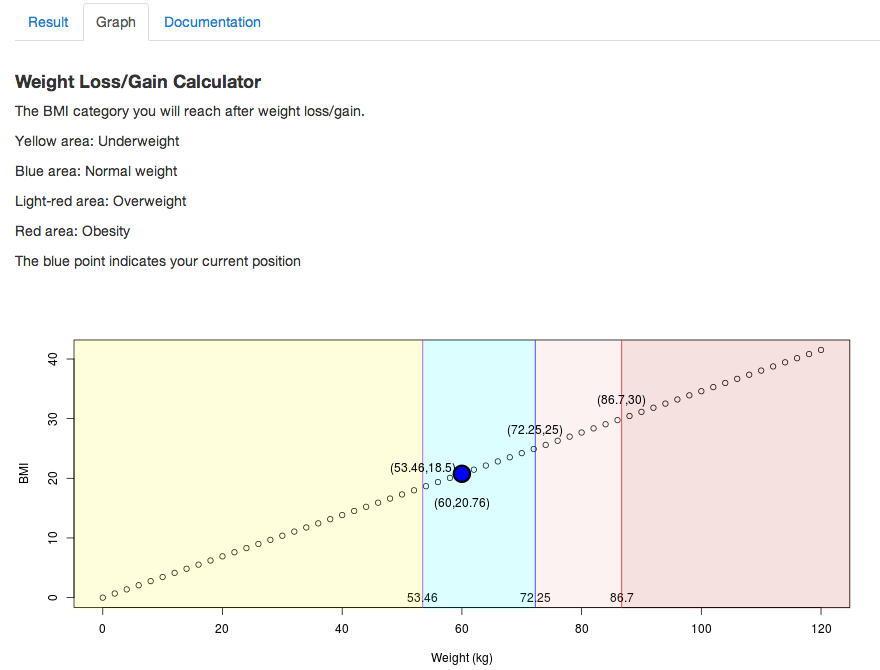 Result Graph Documentation
Weight Loss/Gain Calculator
The BMI category you will reach after weight loss/gain.
Yellow area: Underweight
Blue area: Normal weight
Light-red area: Overweight
Red area: Obesity
The blue point indicates your current position
40
30
20
10
0
BMI
(86.7,30)
(72.25,25)
(53.46,18.5)
(60,20.76)
53.46 72.25 86.7
0 20 40 60 80 100 120
Weight (kg)